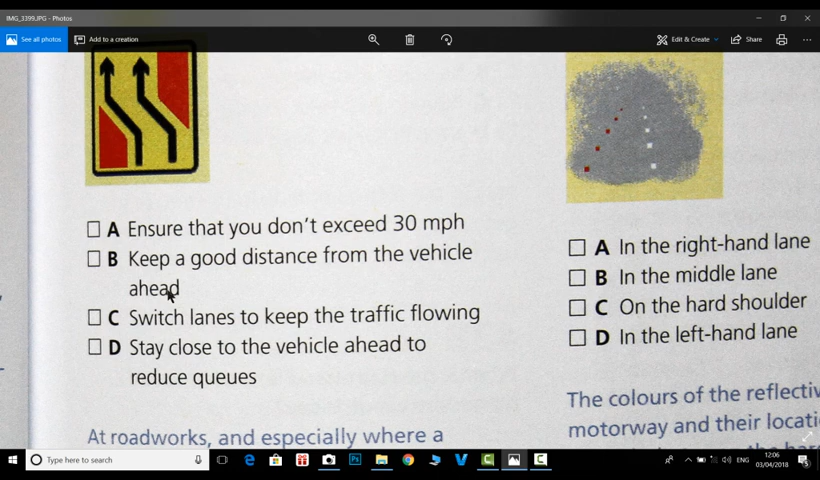 IMG_3399.JPG - Photos
See all photos
Add to a creation
Edit & Create
Share
A Ensure that you don't exceed 30 mph
B Keep a good distance from the vehicle
ahead
C Switch lanes to keep the traffic flowing
D Stay close to the vehicle ahead to
reduce queues
At roadworks, and especially where a
A In the right-hand lane
B In the middle lane
C On the hard shoulder
D In the left-hand lane
The colours of the reflectiv
motorway and their locati
Type here to search
ENG
12:06
03/04/2018